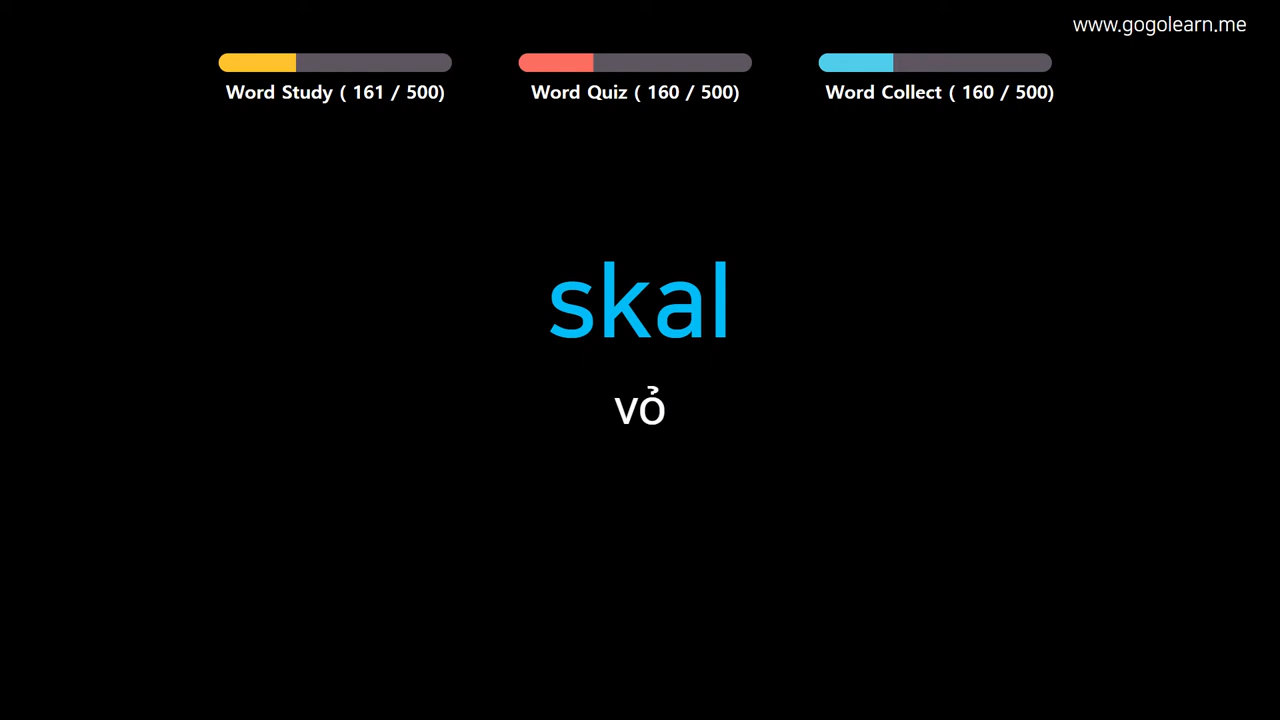 www.gogolearn.me
Word Study ( 161 / 500)
Word Quiz ( 160 / 500)
Word Collect ( 160 / 500)
skal
vỏ